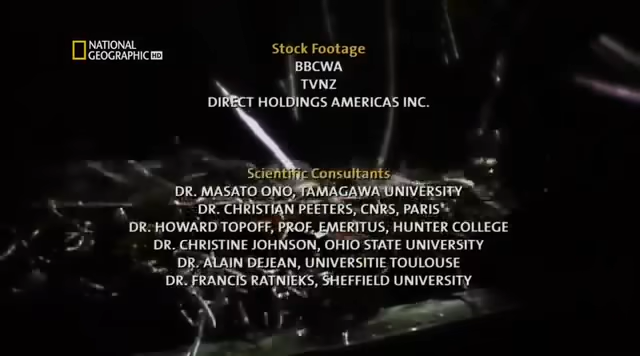 NATIONAL
GEOGRAPHIC HD
Stock Footage
BBCWA
TVNZ
DIRECT HOLDINGS AMERICAS INC.
Scientific Consultants
DR. MASATO ONO, TAMAGAWA UNIVERSITY
DR. CHRISTIAN PEETERS, CNRS, PARIS
DR. HOWARD TOPOFF, PROF. EMERITUS, HUNTER COLLEGE
DR. CHRISTINE JOHNSON, OHIO STATE UNIVERSITY
DR. ALAIN DEJEAN, UNIVERSITIE TOULOUSE
DR. FRANCIS RATNIEKS, SHEFFIELD UNIVERSITY